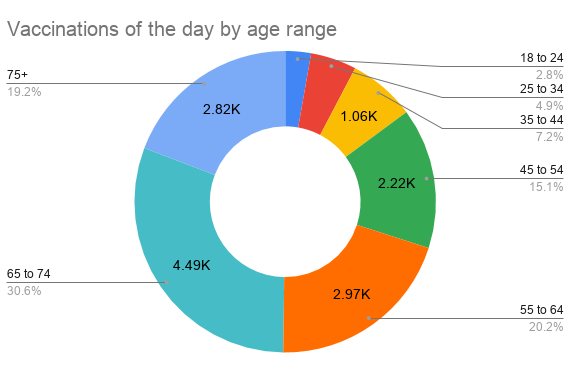 Vaccinations of the day by age range
18 to 24
2.8%
25 to 34
4.9%
35 to 44
7.2%
45 to 54
15.1%
55 to 64
20.2%
65 to 74
30.6%
75+
19.2%
1.06K
2.22K
2.97K
4.49K
2.82K